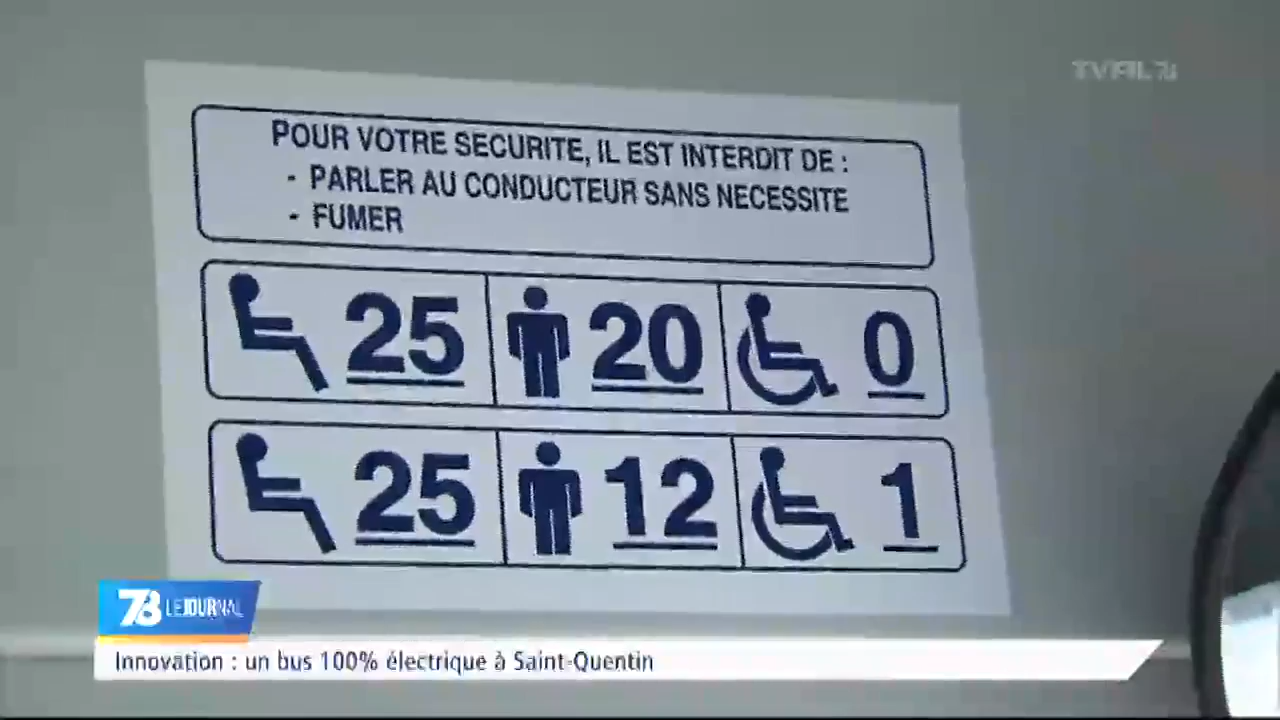 TVFIL78
POUR VOTRE SECURITE, IL EST INTERDIT DE :
- PARLER AU CONDUCTEUR SANS NECESSITE
- FUMER
25 20 0
25 12 1
78 LE JOURNAL
Innovation : un bus 100% électrique à Saint-Quentin